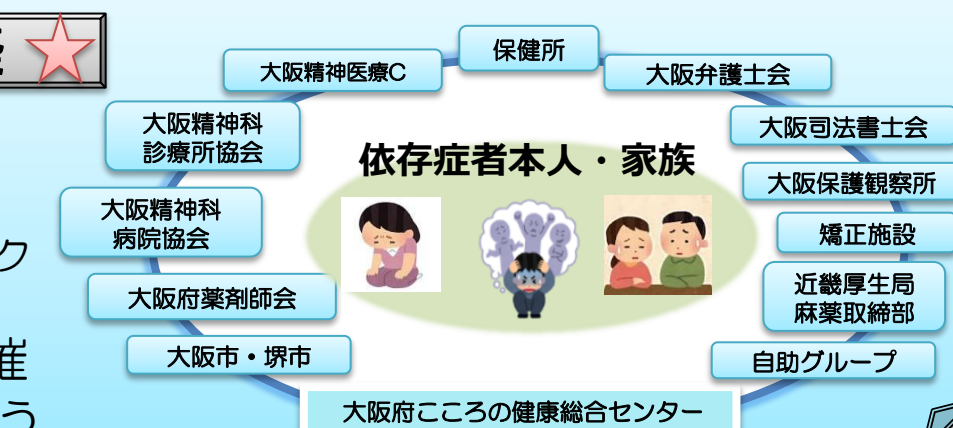 保健所
大阪精神医療C
大阪弁護士会
大阪精神科
診療所協会
大阪司法書士会
依存症者本人・家族
大阪保護観察所
大阪精神科
病院協会
矯正施設
ク
大阪府薬剤師会
近畿厚生局
麻薬取締部
大阪市・堺市
自助グループ
催
う
大阪府こころの健康総合センター